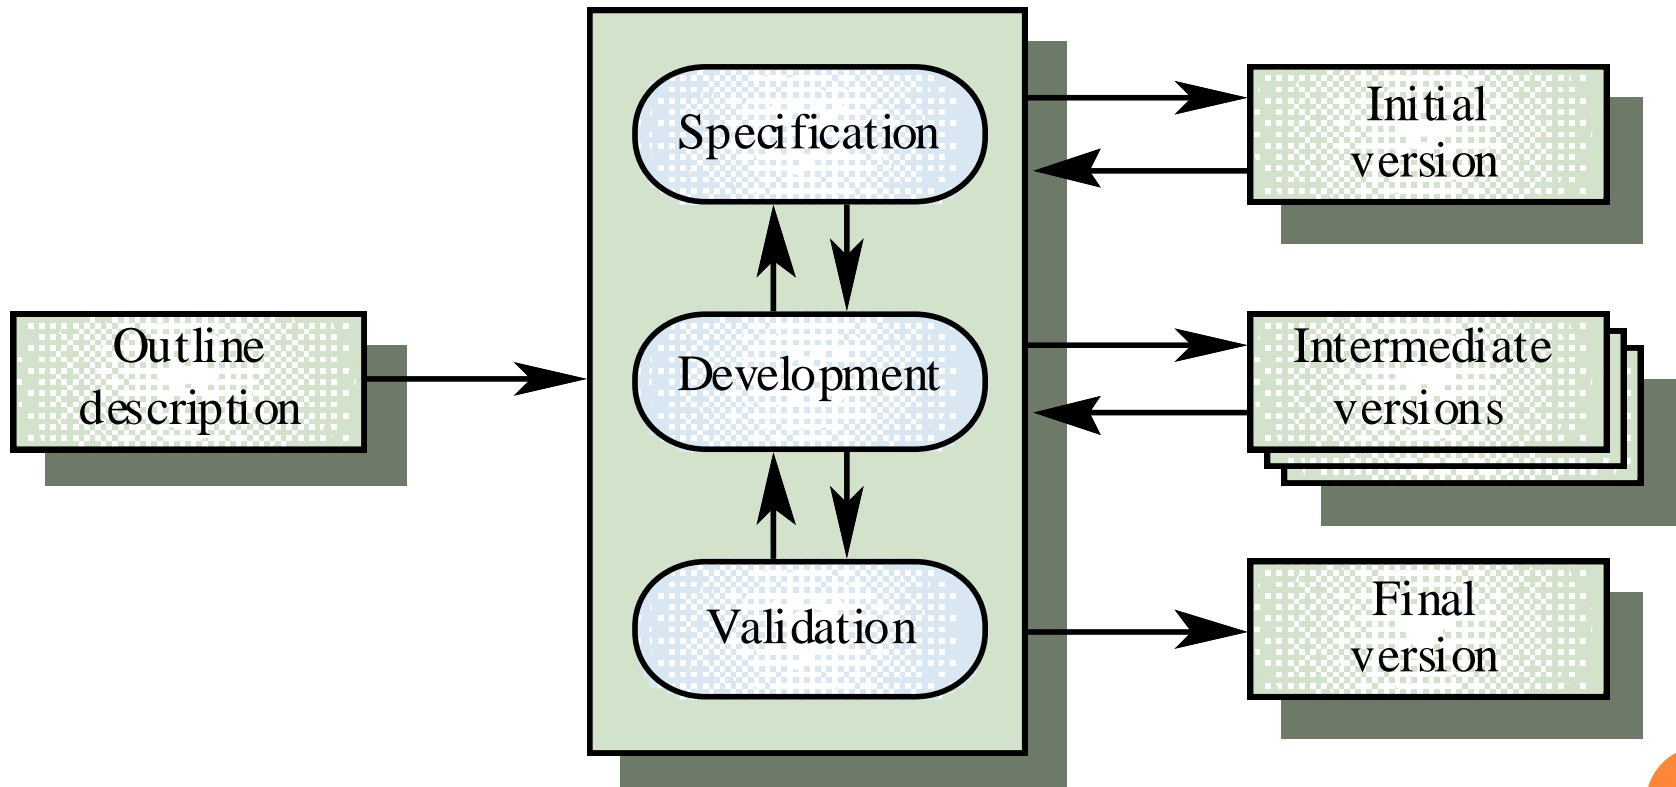 Outline
description
Specification
Development
Validation
Initial
version
Intermediate
versions
Final
version